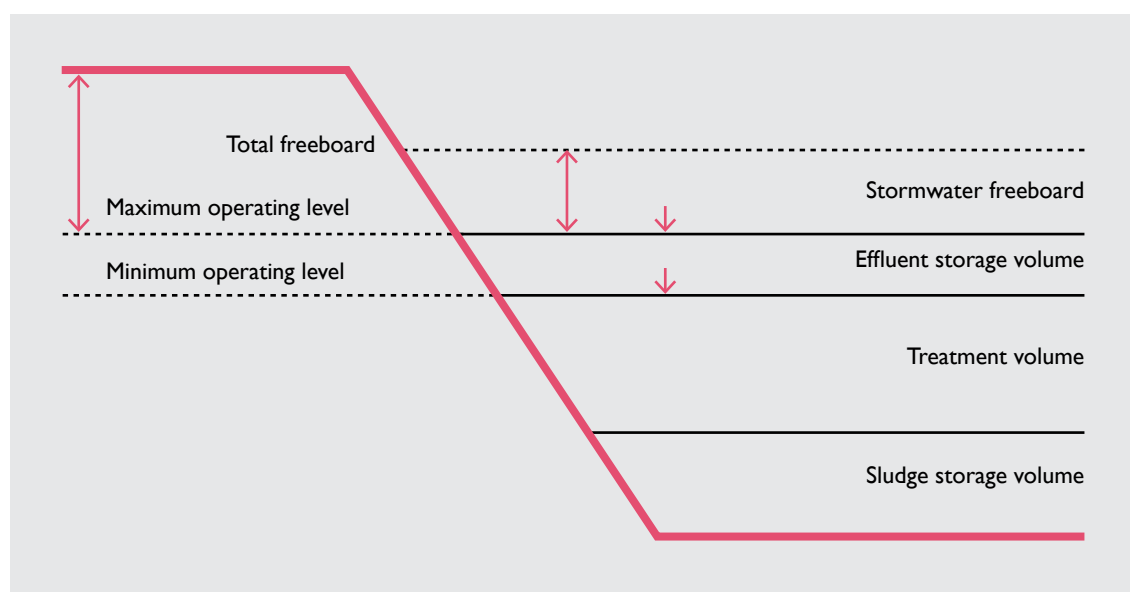 Total freeboard
Stormwater freeboard
Maximum operating level
Effluent storage volume
Minimum operating level
Treatment volume
Sludge storage volume